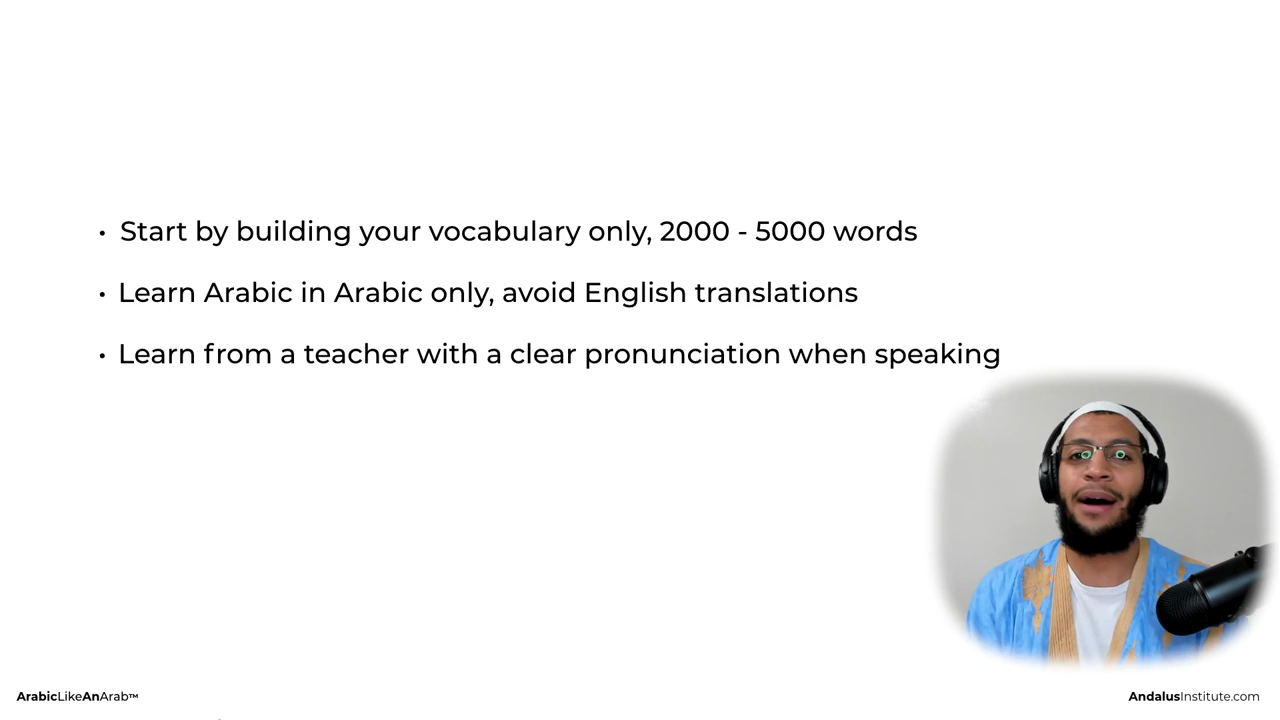 • Start by building your vocabulary only, 2000 - 5000 words
• Learn Arabic in Arabic only, avoid English translations
• Learn from a teacher with a clear pronunciation when speaking
ArabicLikeAnArab™
AndalusInstitute.com